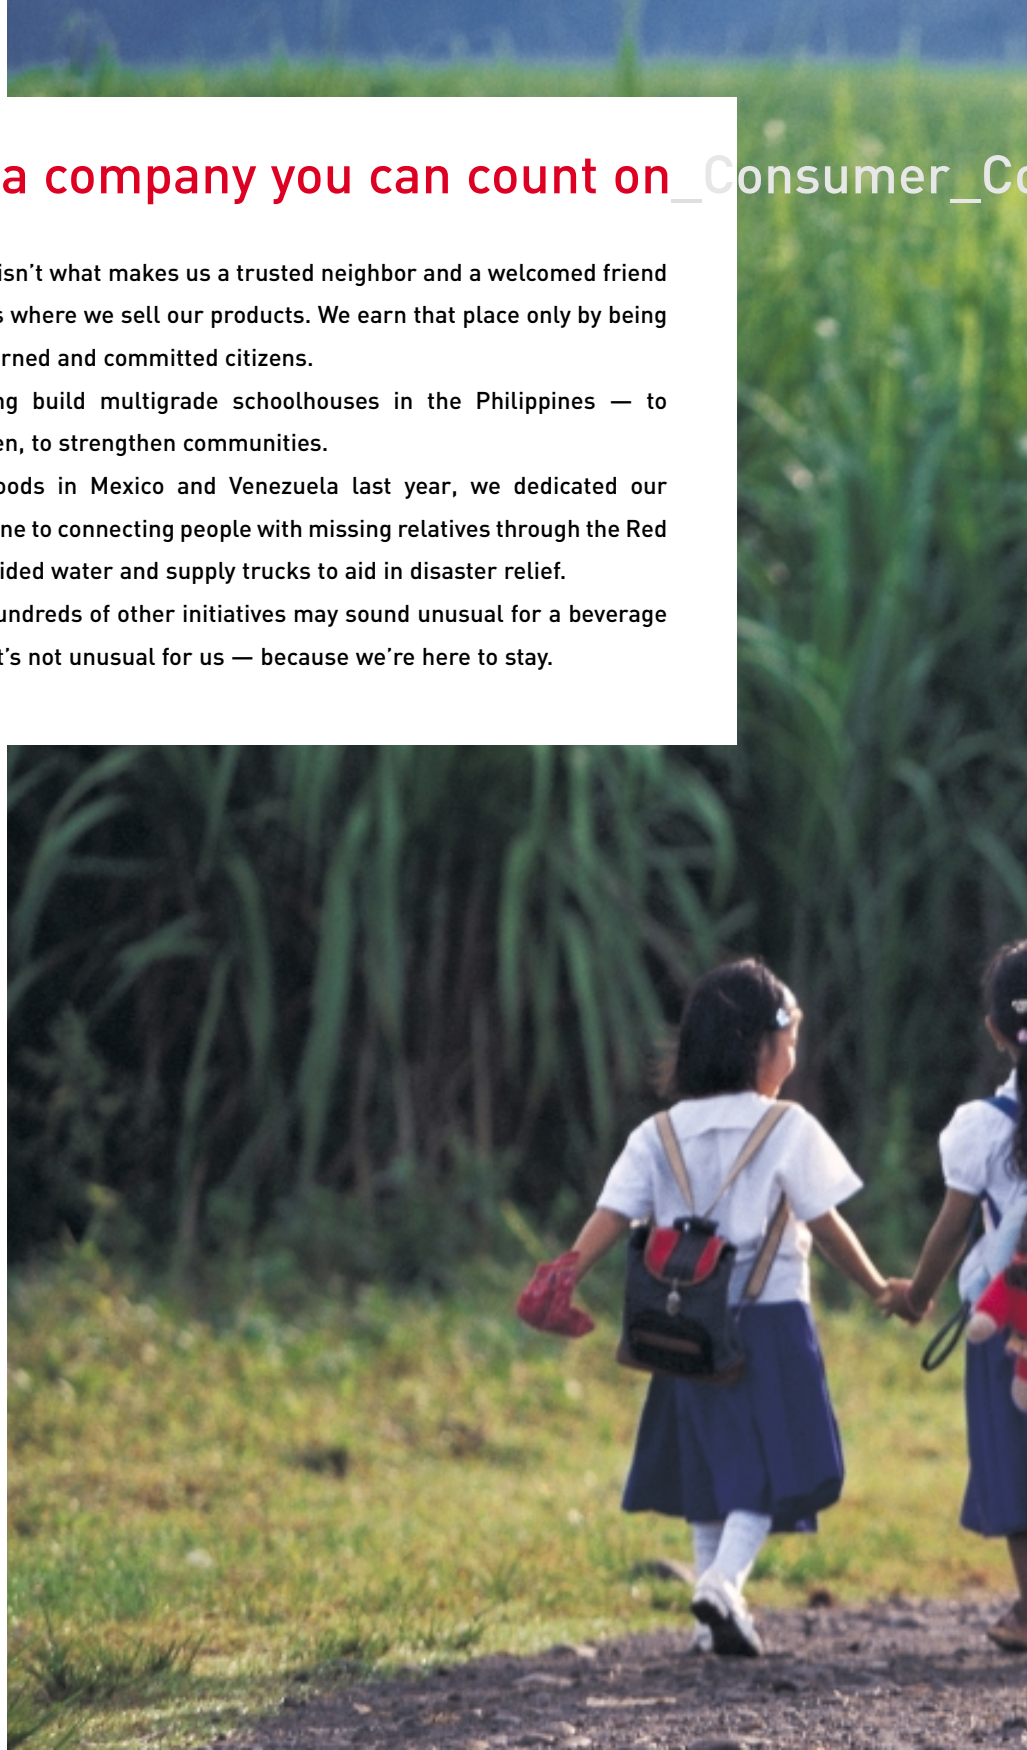 a company you can count on_Consumer_Co
isn’t what makes us a trusted neighbor and a welcomed friend
s where we sell our products. We earn that place only by being
rned and committed citizens.
ng build multigrade schoolhouses in the Philippines — to
en, to strengthen communities.
oods in Mexico and Venezuela last year, we dedicated our
ne to connecting people with missing relatives through the Red
ided water and supply trucks to aid in disaster relief.
undreds of other initiatives may sound unusual for a beverage
t’s not unusual for us — because we’re here to stay.